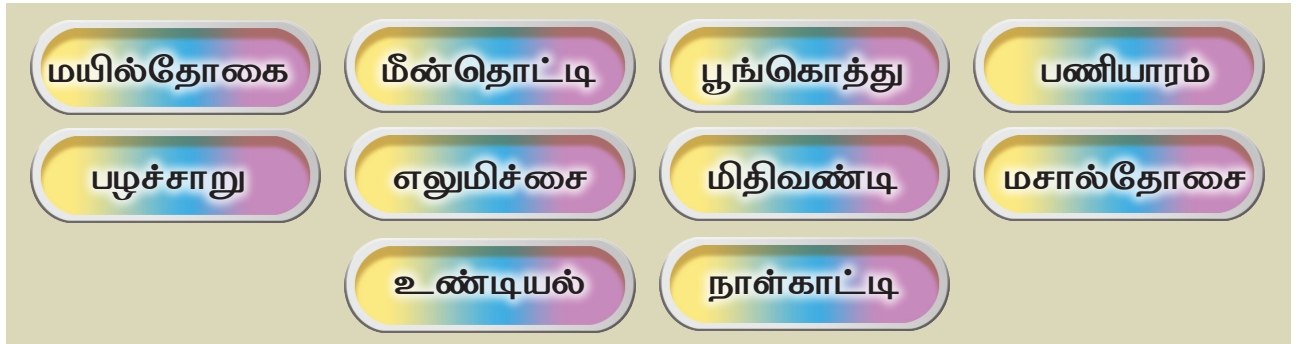 மயில்தோகை மீன்தொட்டி பூங்கொத்து பணியாரம்
பழச்சாறு எலுமிச்சை மிதிவண்டி மசால்தோசை
உண்டியல் நாள்காட்டி